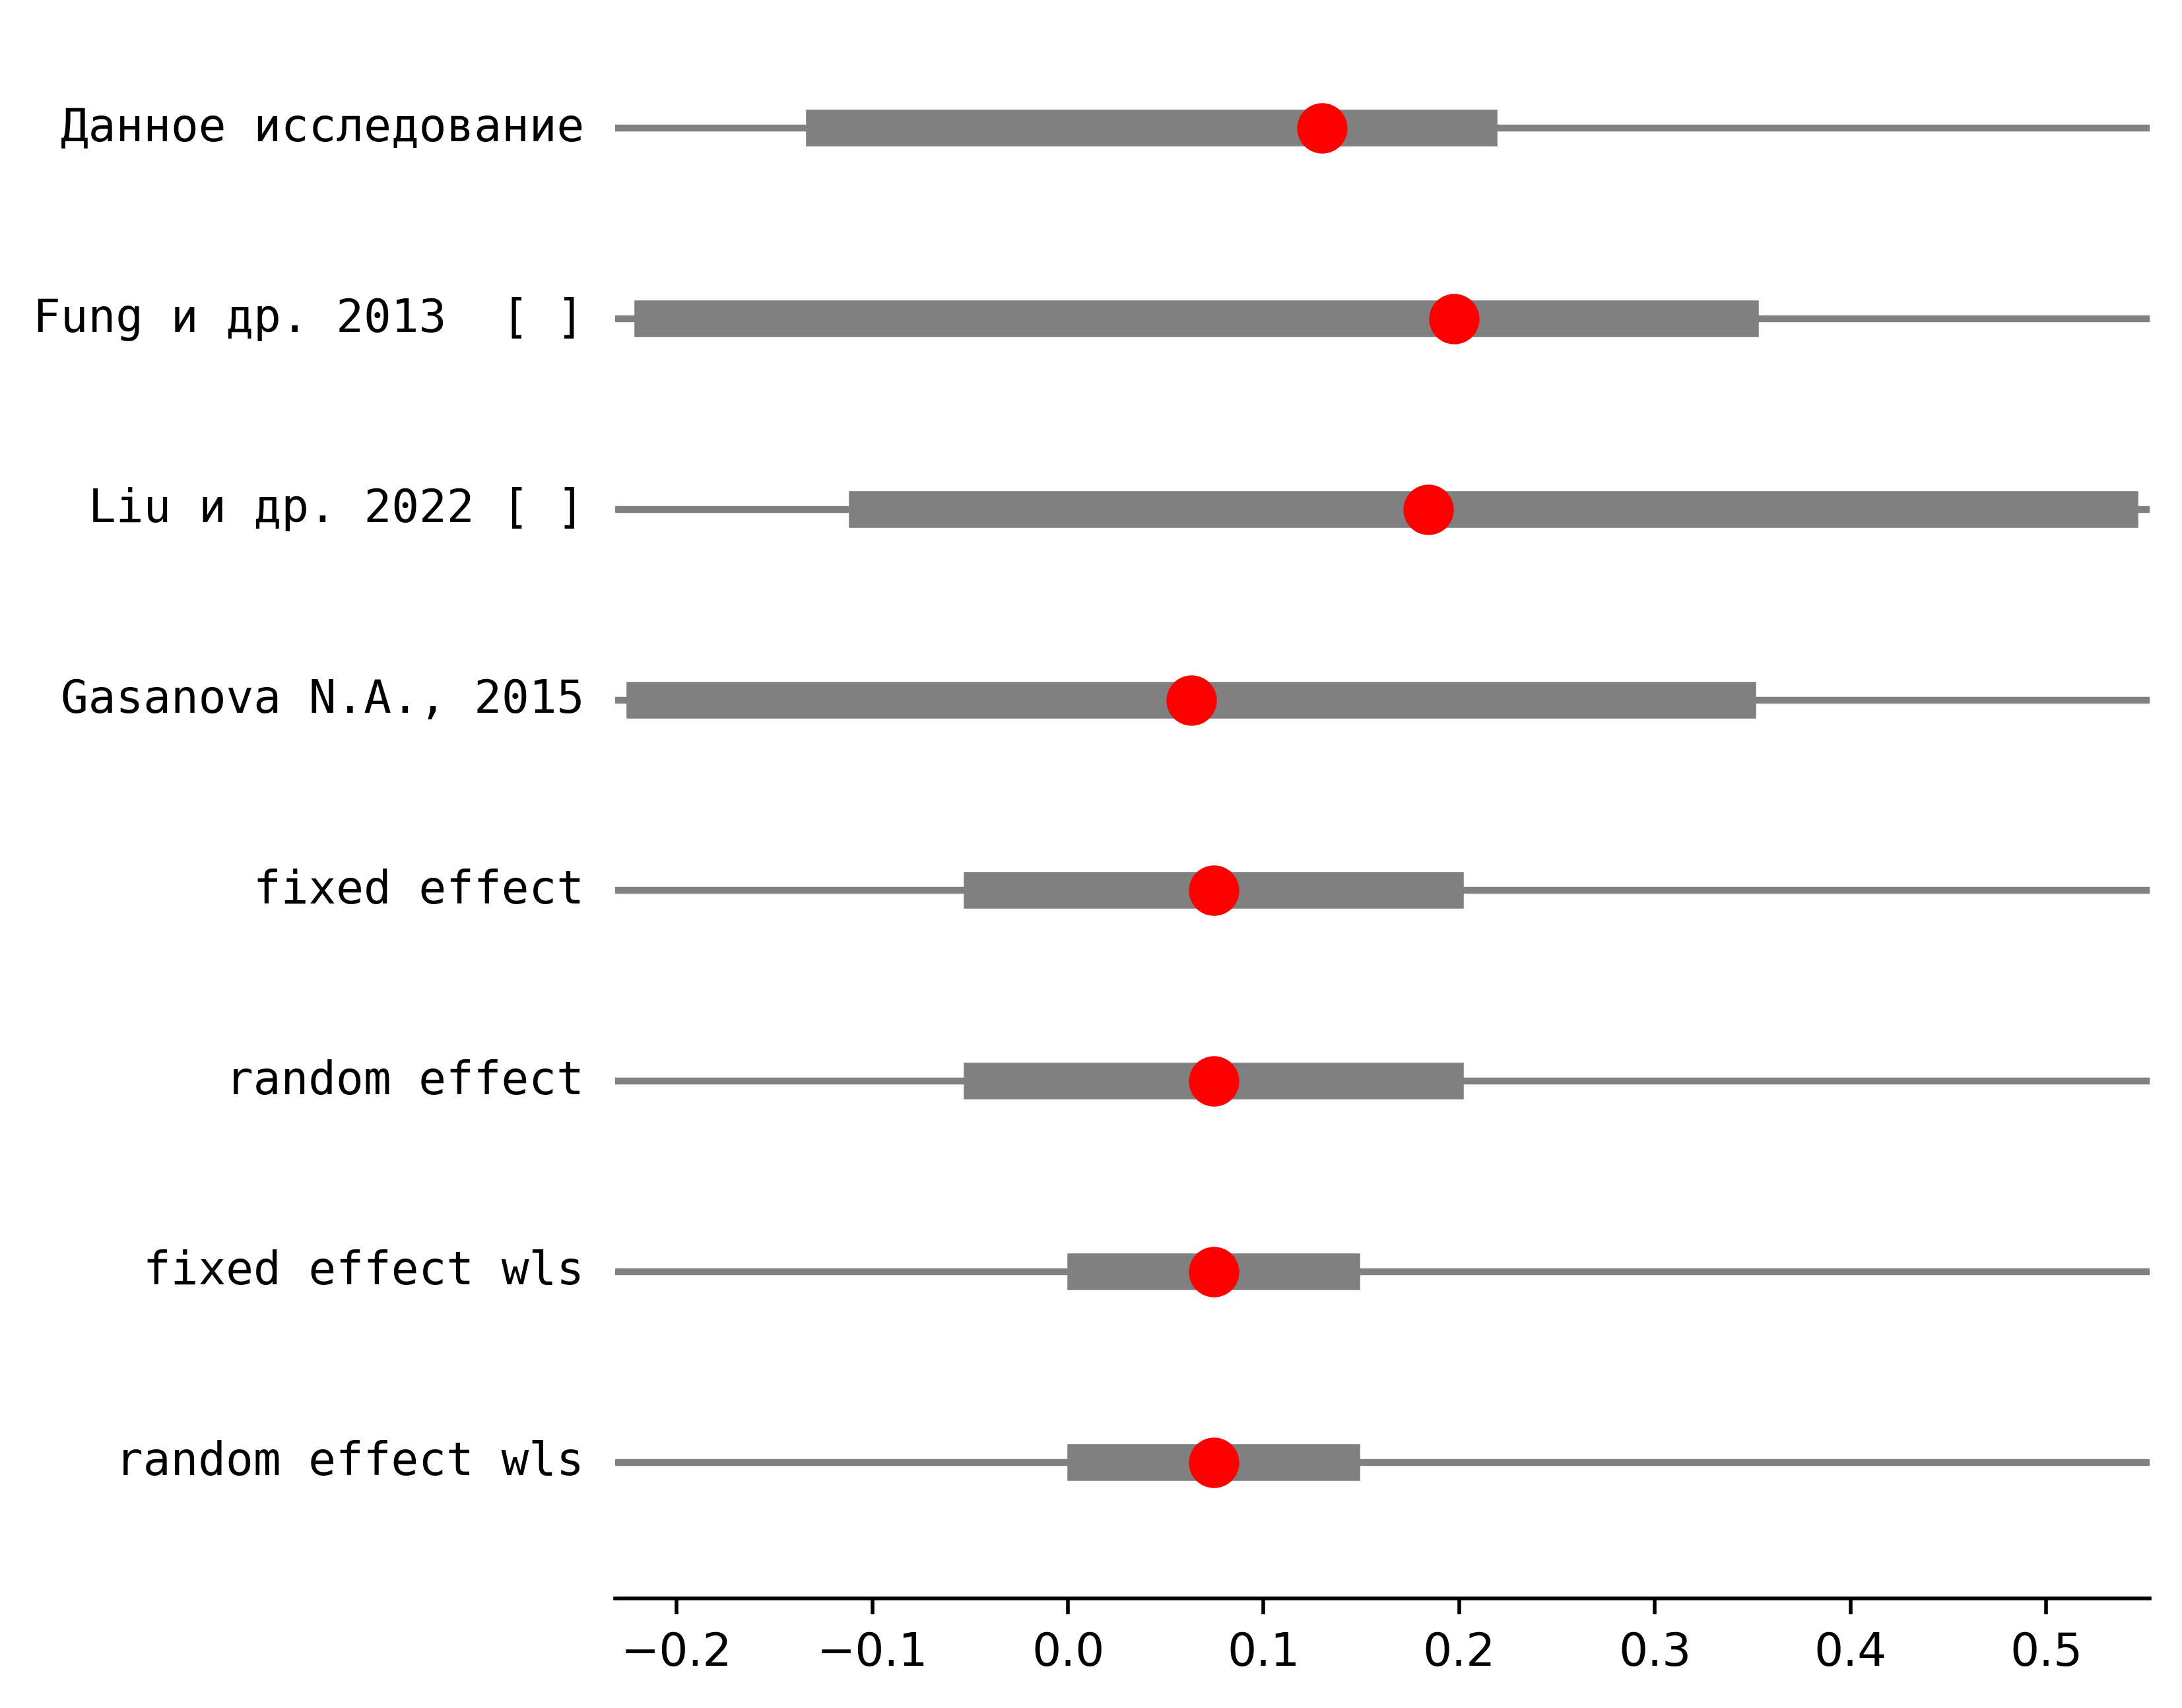 Данное исследование
Fung и др. 2013  [ ]
Liu и др. 2022 [ ]
Gasanova N.A., 2015
fixed effect
random effect
fixed effect wls
random effect wls
−0.2 −0.1 0.0 0.1 0.2 0.3 0.4 0.5